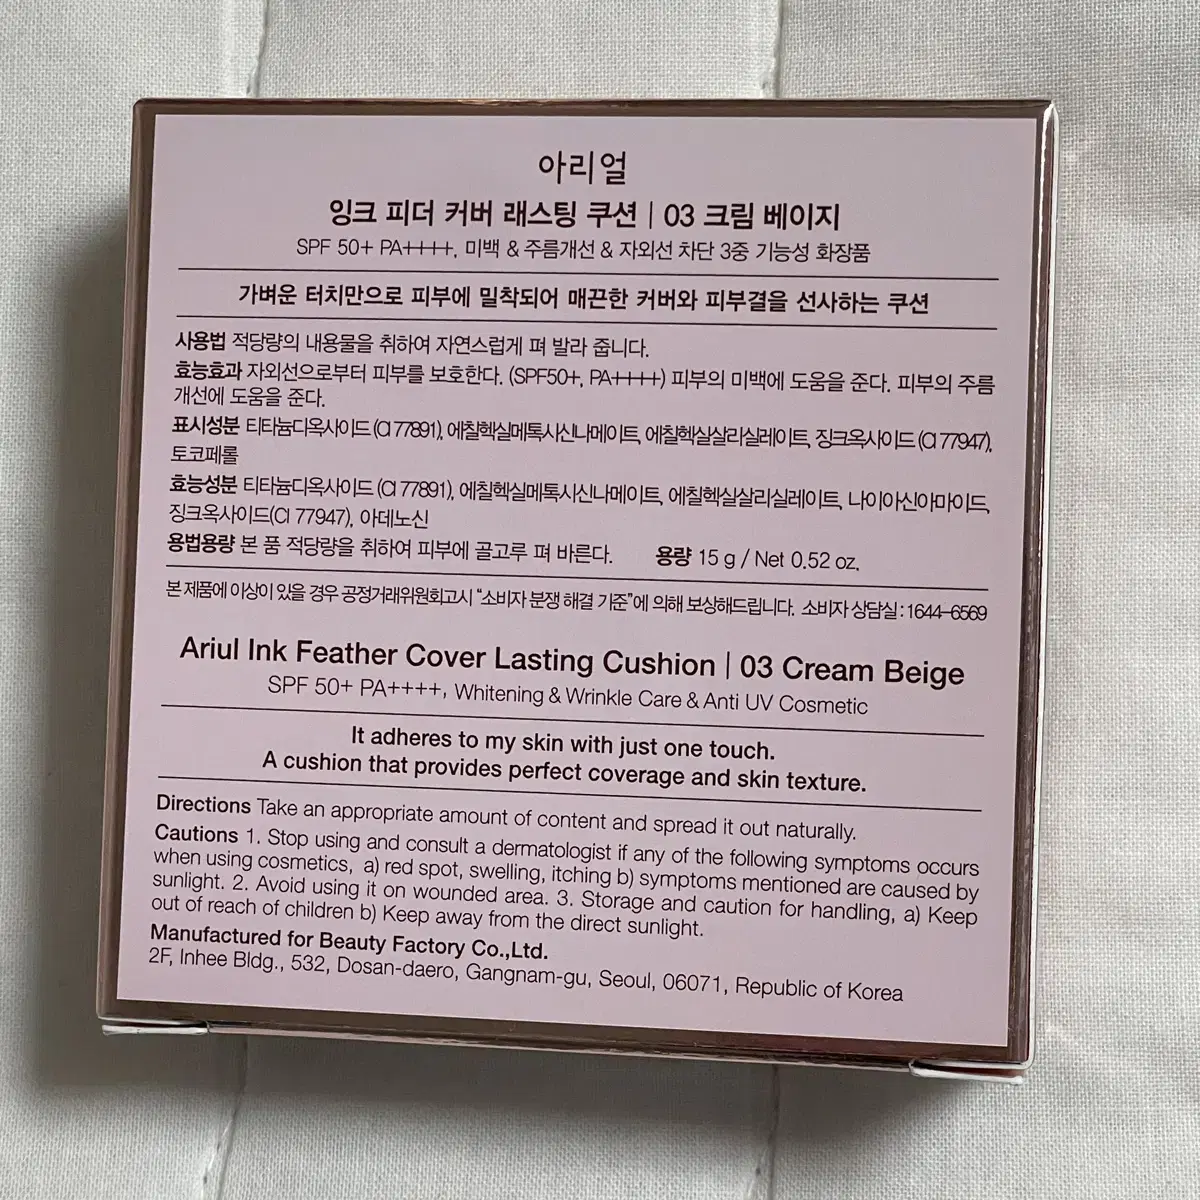 아리얼
잉크 피더 커버 래스팅 쿠션 | 03 크림 베이지
SPF 50+ PA++++, 미백 & 주름개선 & 자외선 차단 3중 기능성 화장품
가벼운 터치만으로 피부에 밀착되어 매끈한 커버와 피부결을 선사하는 쿠션
사용법 적당량의 내용물을 취하여 자연스럽게 펴 발라 줍니다.
효능효과 자외선으로부터 피부를 보호한다. (SPF50+, PA++++) 피부의 미백에 도움을 준다. 피부의 주름
개선에 도움을 준다.
표시성분 티타늄디옥사이드 (CI 77891), 에칠헥실메톡시신나메이트, 에칠헥실살리실레이트, 징크옥사이드 (CI 77947),
토코페롤
효능성분 티타늄디옥사이드 (CI 77891), 에칠헥실메톡시신나메이트, 에칠헥실살리실레이트, 나이아신아마이드,
징크옥사이드(CI 77947), 아데노신
용법용량 본 품 적당량을 취하여 피부에 골고루 펴 바른다. 용량 15 g / Net 0.52 oz.
본 제품에 이상이 있을 경우 공정거래위원회고시 "소비자 분쟁 해결 기준"에 의해 보상해드립니다. 소비자 상담실 : 1644-6569
Ariul Ink Feather Cover Lasting Cushion | 03 Cream Beige
SPF 50+ PA++++, Whitening & Wrinkle Care & Anti UV Cosmetic
It adheres to my skin with just one touch.
A cushion that provides perfect coverage and skin texture.
Directions Take an appropriate amount of content and spread it out naturally.
Cautions 1. Stop using and consult a dermatologist if any of the following symptoms occurs
when using cosmetics, a) red spot, swelling, itching b) symptoms mentioned are caused by
sunlight. 2. Avoid using it on wounded area. 3. Storage and caution for handling, a) Keep
out of reach of children b) Keep away from the direct sunlight.
Manufactured for Beauty Factory Co.,Ltd.
2F, Inhee Bldg., 532, Dosan-daero, Gangnam-gu, Seoul, 06071, Republic of Korea